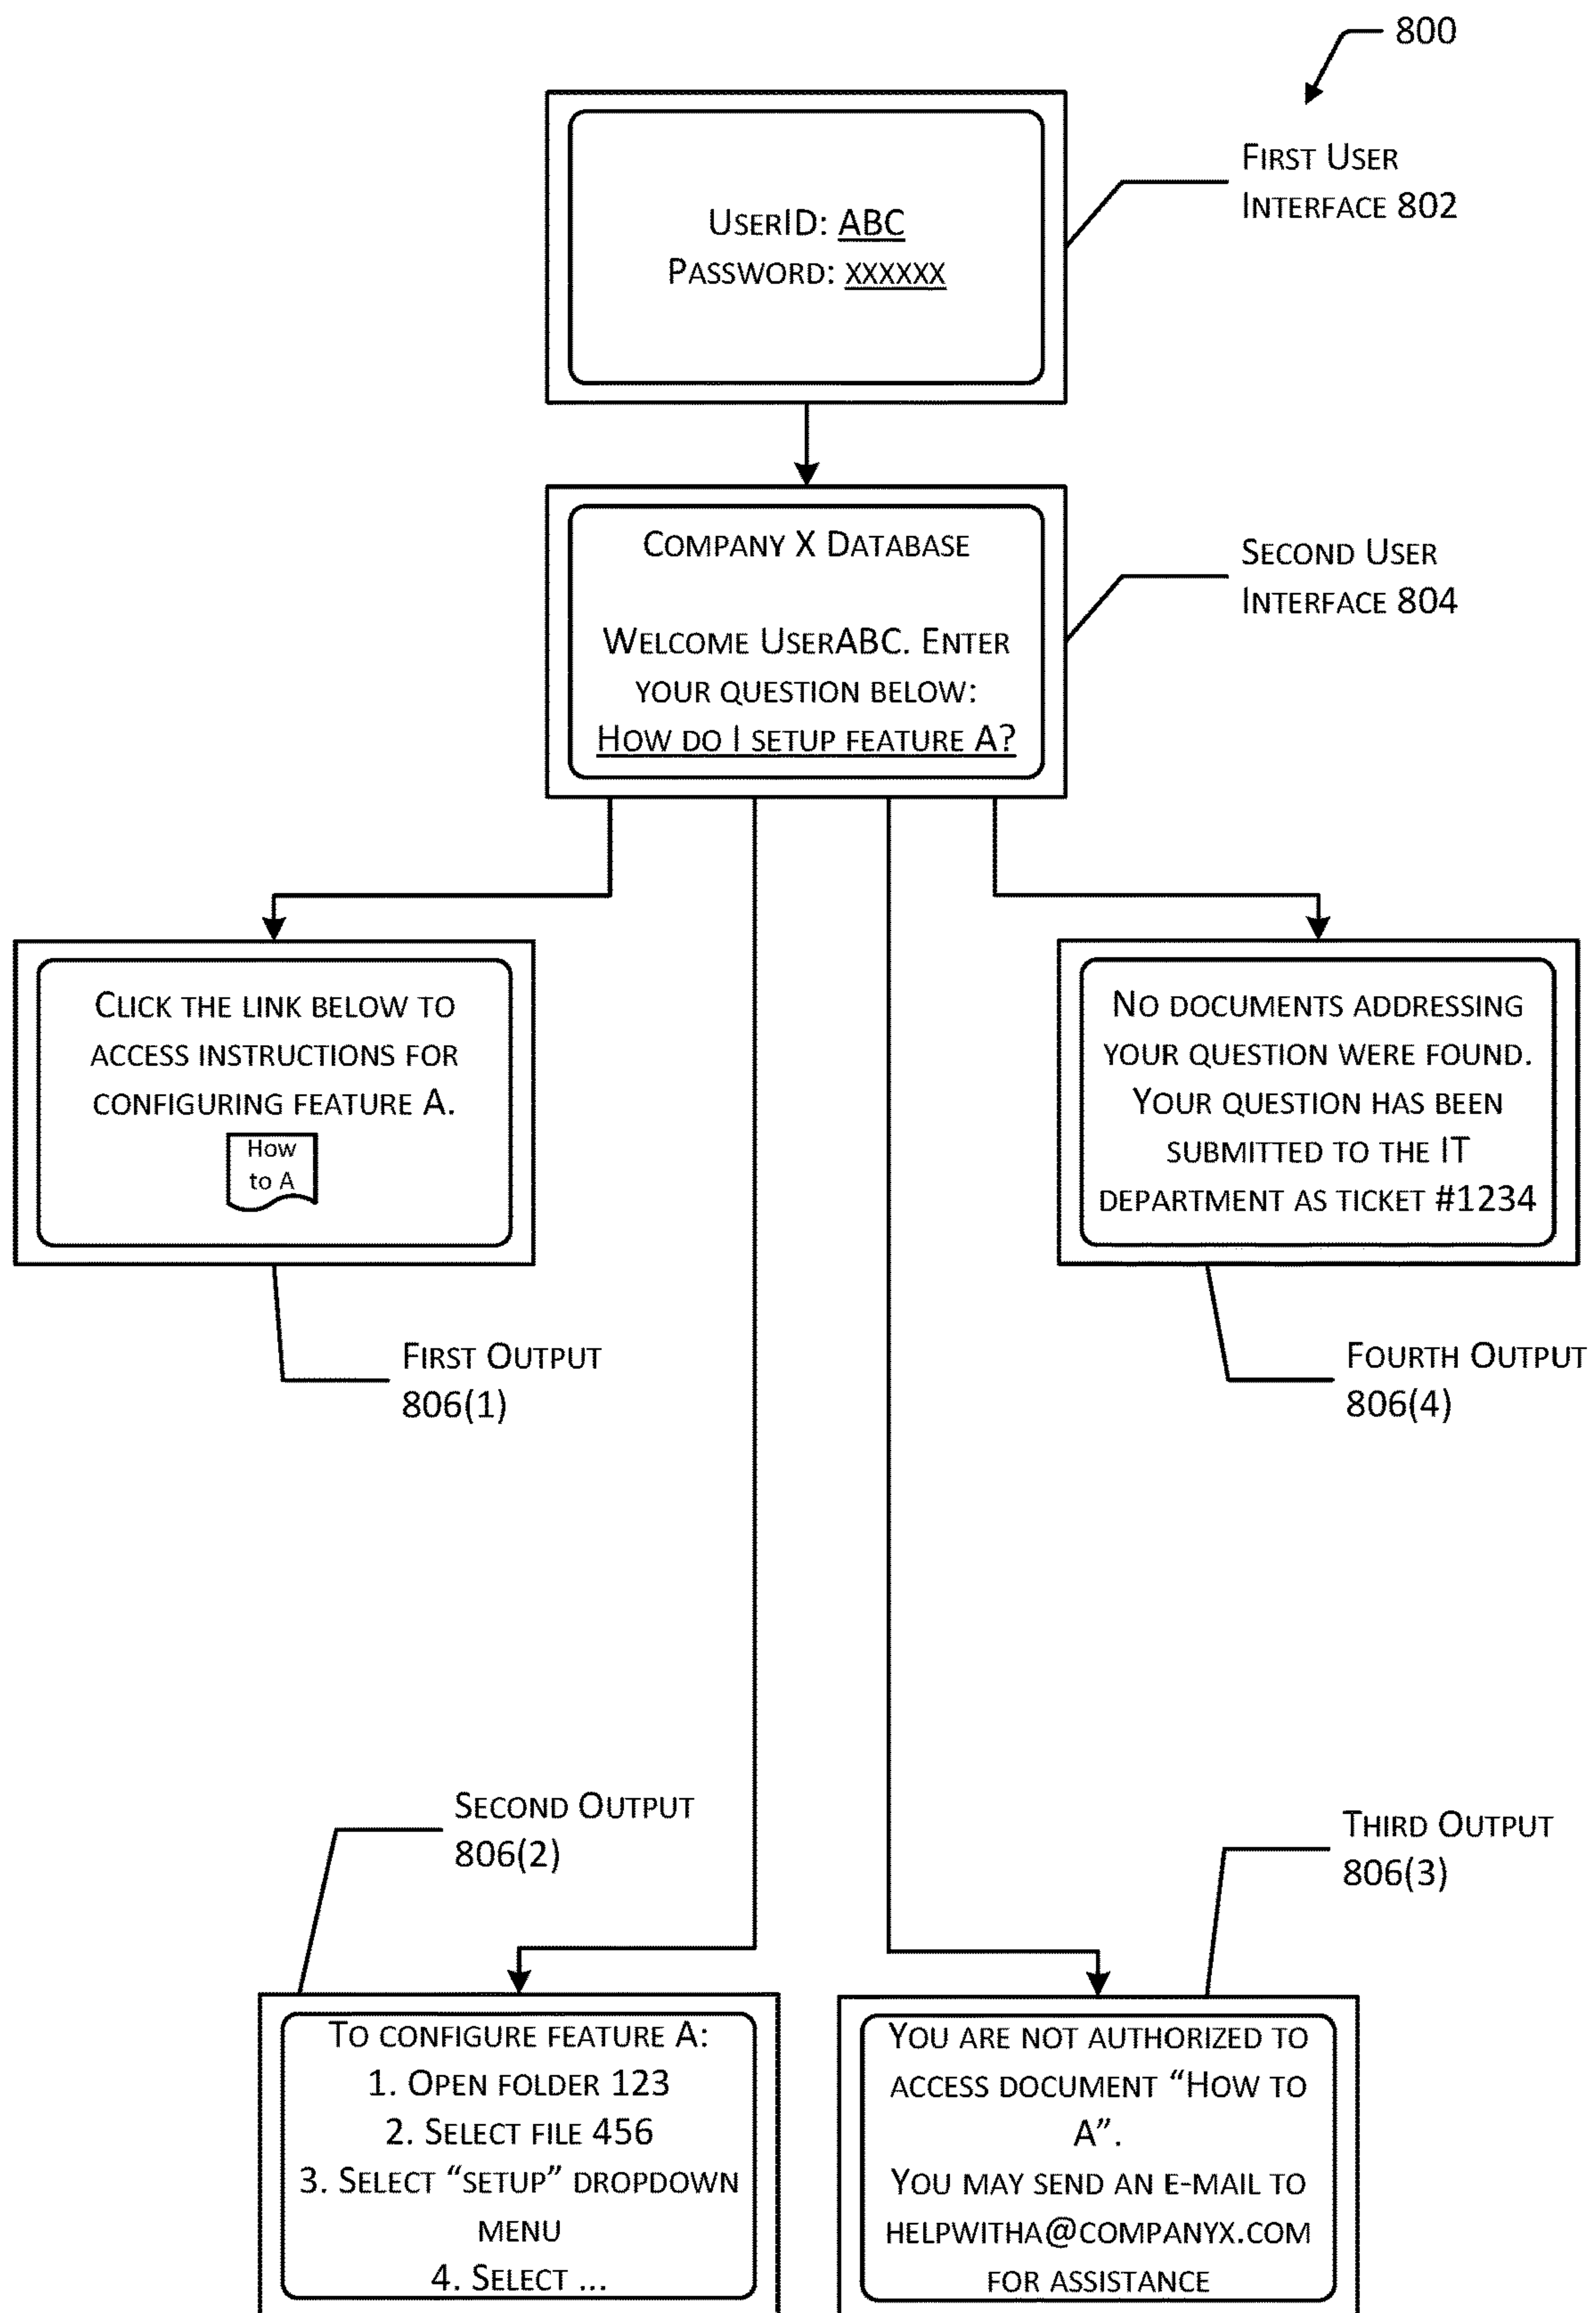 800
First User
Interface 802
UserID: ABC
Password: xxxxxx
Company X Database
Welcome UserABC. Enter
your question below:
How do I setup feature A?
Second User
Interface 804
Click the link below to
access instructions for
configuring feature A.
How
to A
First Output
806(1)
No documents addressing
your question were found.
Your question has been
submitted to the IT
department as ticket #1234
Fourth Output
806(4)
Second Output
806(2)
To configure feature A:
1. Open folder 123
2. Select file 456
3. Select “setup” dropdown
menu
4. Select ...
Third Output
806(3)
You are not authorized to
access document “How to
A”.
You may send an e-mail to
helpwitha@companyx.com
for assistance